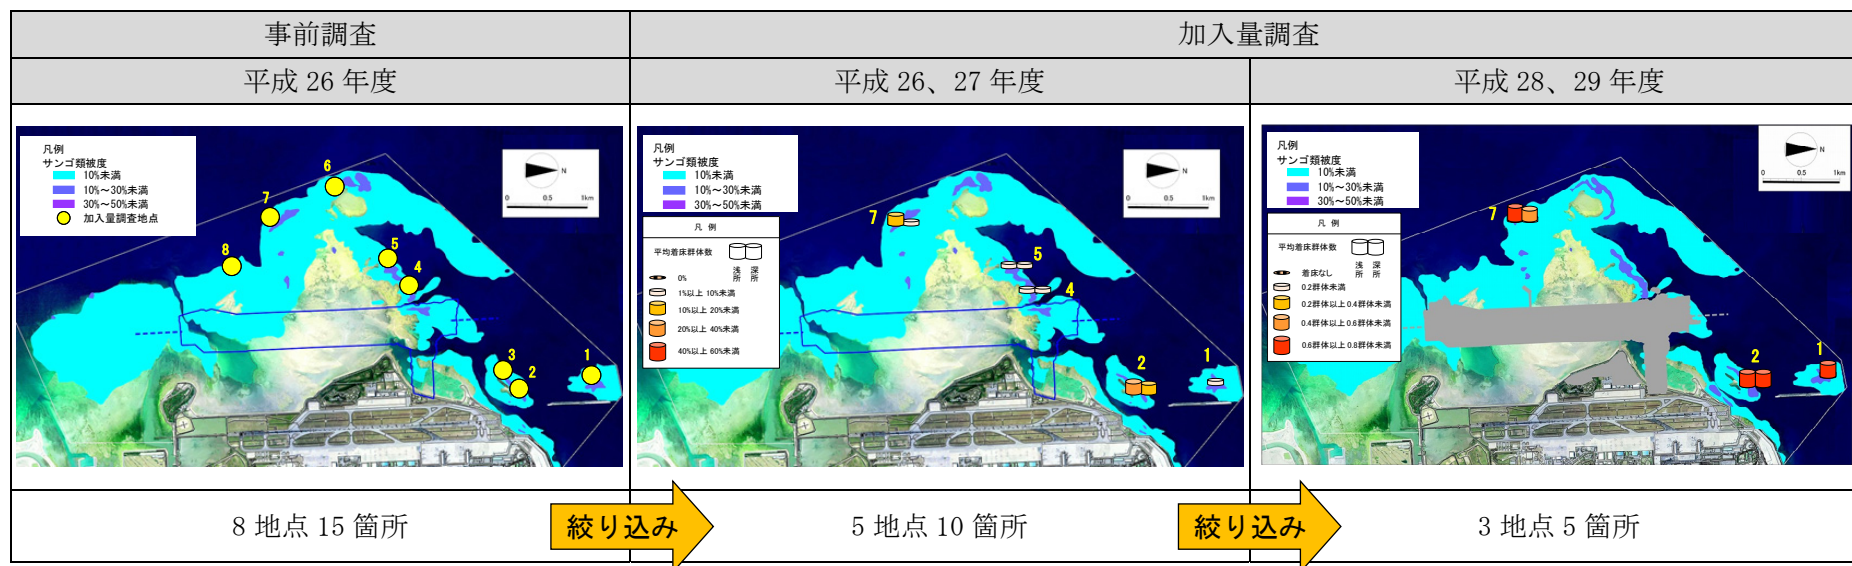 事前調査
加入量調査
平成 26 年度
平成 26、27 年度
平成 28、29 年度
凡例
サンゴ類被度
10%未満
10%～30%未満
30%～50%未満
加入量調査地点
N
0 0.5 1km
6
7
8
5
4
3
2
1
凡例
サンゴ類被度
10%未満
10%～30%未満
30%～50%未満
凡 例
平均着床群体数
浅所 深所
0%
1%以上 10%未満
10%以上 20%未満
20%以上 40%未満
40%以上 60%未満
N
0 0.5 1km
7
5
4
2
1
凡例
サンゴ類被度
10%未満
10%～30%未満
30%～50%未満
凡 例
平均着床群体数
浅所 深所
着床なし
0.2群体未満
0.2群体以上 0.4群体未満
0.4群体以上 0.6群体未満
0.6群体以上 0.8群体未満
N
0 0.5 1km
7
2
1
8 地点 15 箇所
絞り込み
5 地点 10 箇所
絞り込み
3 地点 5 箇所